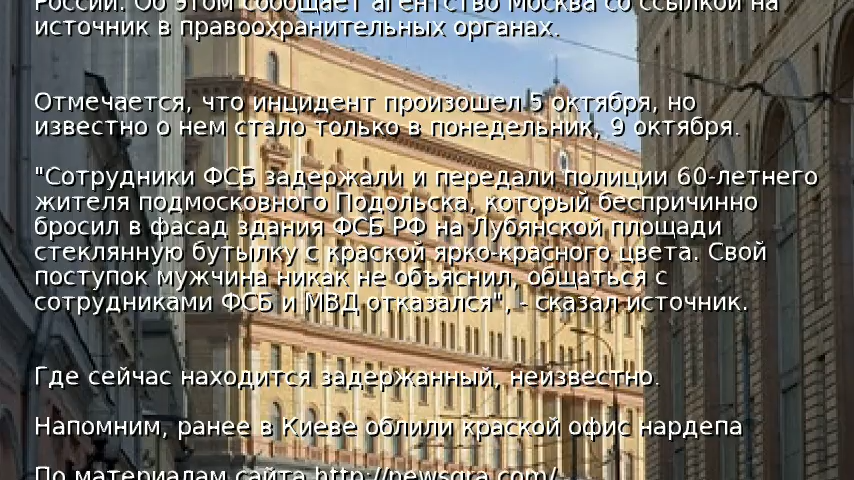 России. Об этом сообщает агентство Москва со ссылкой на
источник в правоохранительных органах.
Отмечается, что инцидент произошел 5 октября, но
известно о нем стало только в понедельник, 9 октября.
"Сотрудники ФСБ задержали и передали полиции 60-летнего
жителя подмосковного Подольска, который беспричинно
бросил в фасад здания ФСБ РФ на Лубянской площади
стеклянную бутылку с краской ярко-красного цвета. Свой
поступок мужчина никак не объяснил, общаться с
сотрудниками ФСБ и МВД отказался", - сказал источник.
Где сейчас находится задержанный, неизвестно.
Напомним, ранее в Киеве облили краской офис нардепа
По материалам сайта http://newsora.com/